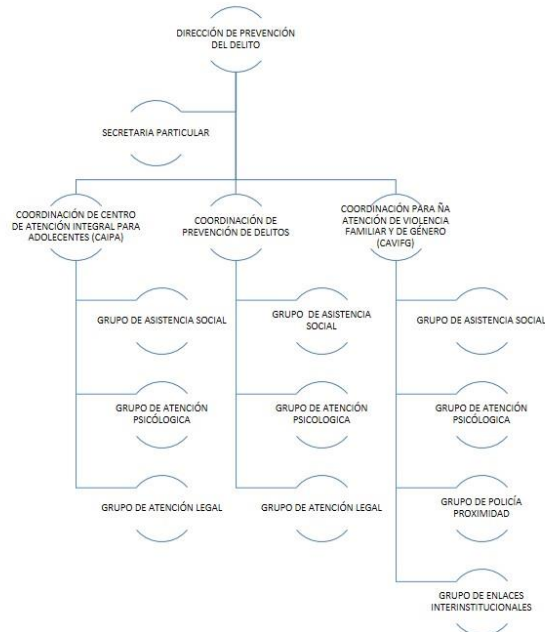 DIRECCIÓN DE PREVENCIÓN
DEL DELITO
SECRETARIA PARTICULAR
COORDINACIÓN DE CENTRO
DE ATENCIÓN INTEGRAL PARA
ADOLECENTES (CAIPA)
COORDINACIÓN DE
PREVENCIÓN DE DELITOS
COORDINACIÓN PARA ÑA
ATENCIÓN DE VIOLENCIA
FAMILIAR Y DE GÉNERO
(CAVIFG)
GRUPO DE ASISTENCIA SOCIAL
GRUPO DE ATENCIÓN
PSICÓLOGICA
GRUPO DE ATENCIÓN LEGAL
GRUPO DE ASISTENCIA
SOCIAL
GRUPO DE ATENCIÓN
PSICOLOGICA
GRUPO DE ATENCIÓN LEGAL
GRUPO DE ASISTENCIA SOCIAL
GRUPO DE ATENCIÓN
PSICÓLOGICA
GRUPO DE POLICÍA
PROXIMIDAD
GRUPO DE ENLACES
INTERINSTITUCIONALES